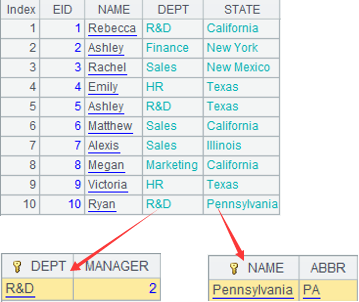 Index EID NAME DEPT STATE
1 1 Rebecca R&D California
2 2 Ashley Finance New York
3 3 Rachel Sales New Mexico
4 4 Emily HR Texas
5 5 Ashley R&D Texas
6 6 Matthew Sales California
7 7 Alexis Sales Illinois
8 8 Megan Marketing California
9 9 Victoria HR Texas
10 10 Ryan R&D Pennsylvania
DEPT MANAGER
R&D 2
NAME ABBR
Pennsylvania PA